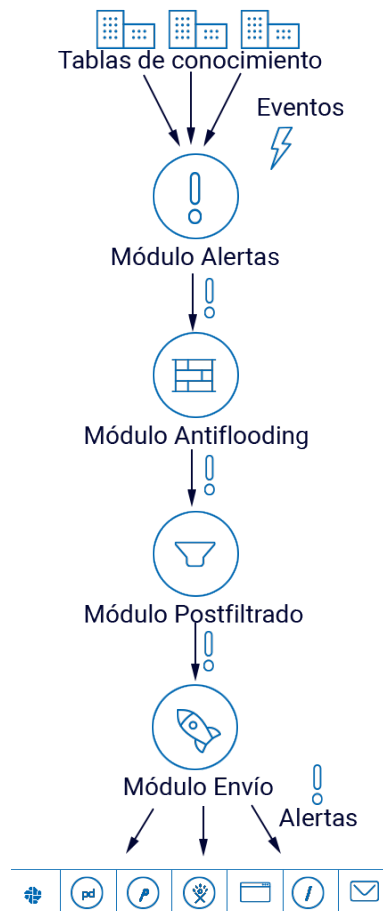 Tablas de conocimiento
Eventos
Módulo Alertas
Módulo Antiflooding
Módulo Postfiltrado
Módulo Envío
Alertas
pd
p